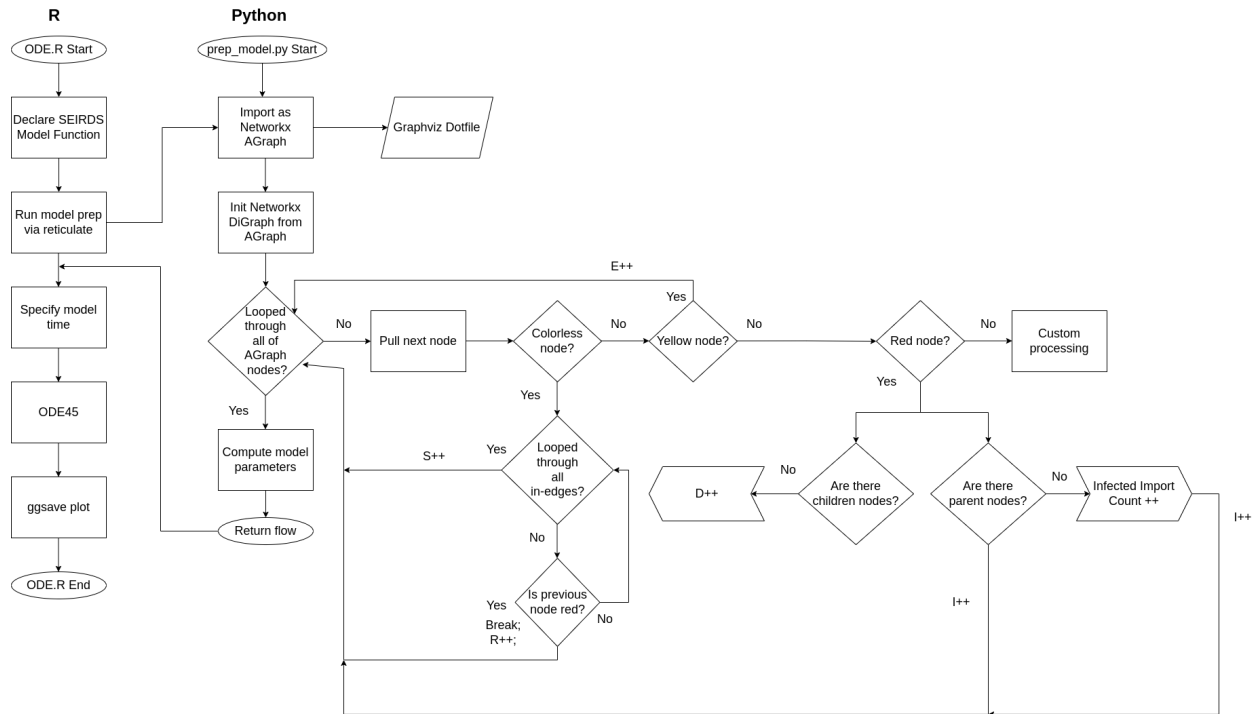 R
Python
ODE.R Start
prep_model.py Start
Declare SEIRDS
Model Function
Import as
Networkx
AGraph
Graphviz Dotfile
Run model prep
via reticulate
Init Networkx
DiGraph from
AGraph
E++
Yes
Specify model
time
Looped
through
all of
AGraph
nodes?
No
Pull next node
Colorless
node?
No
Yellow node?
No
Red node?
No
Custom
processing
Yes
Yes
Yes
ODE45
Compute model
parameters
S++
Yes
Looped
through
all
in-edges?
No
D++
No
Are there
children nodes?
Are there
parent nodes?
No
Infected Import
Count ++
I++
ggsave plot
Return flow
No
ODE.R End
Is previous
node red?
Yes
Break;
R++;
No
I++